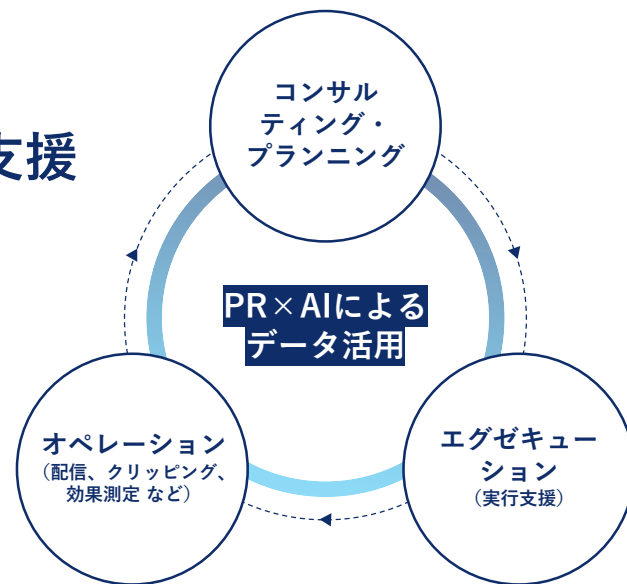 コンサル
ティング・
プランニング
支援
PR×AIによる
データ活用
オペレーション
（配信、クリッピング、
効果測定 など）
エグゼキュー
ション
（実行支援）